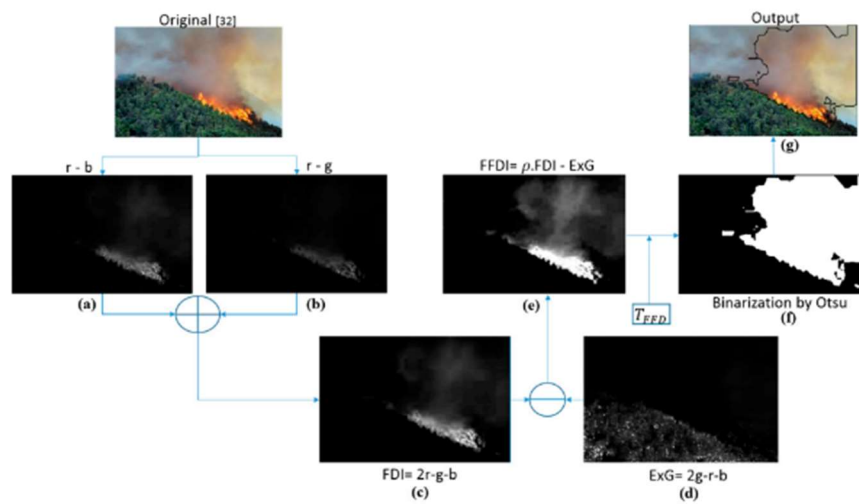 Original [32]
Output
(g)
r - b
r - g
FFDI= ρ.FDI - ExG
(a)
(b)
(e)
T_FFD
Binarization by Otsu
(f)
FDI= 2r-g-b
(c)
ExG= 2g-r-b
(d)